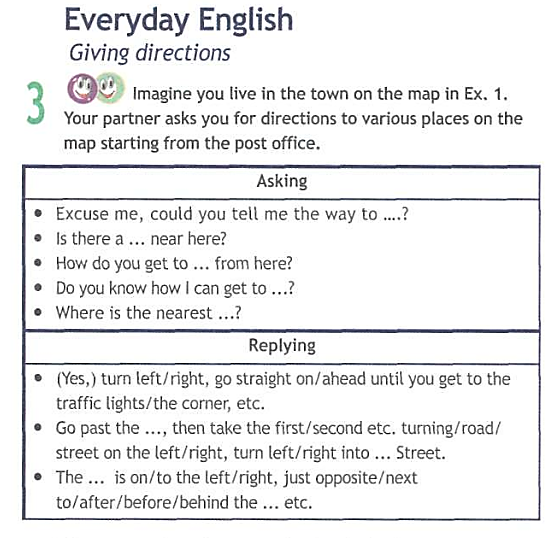 Everyday English
Giving directions
3 Imagine you live in the town on the map in Ex. 1.
Your partner asks you for directions to various places on the
map starting from the post office.
Asking
• Excuse me, could you tell me the way to ....?
• Is there a ... near here?
• How do you get to ... from here?
• Do you know how I can get to ...?
• Where is the nearest ...?
Replying
• (Yes,) turn left/right, go straight on/ahead until you get to the
traffic lights/the corner, etc.
• Go past the ..., then take the first/second etc. turning/road/
street on the left/right, turn left/right into ... Street.
• The ... is on/to the left/right, just opposite/next
to/after/before/behind the ... etc.